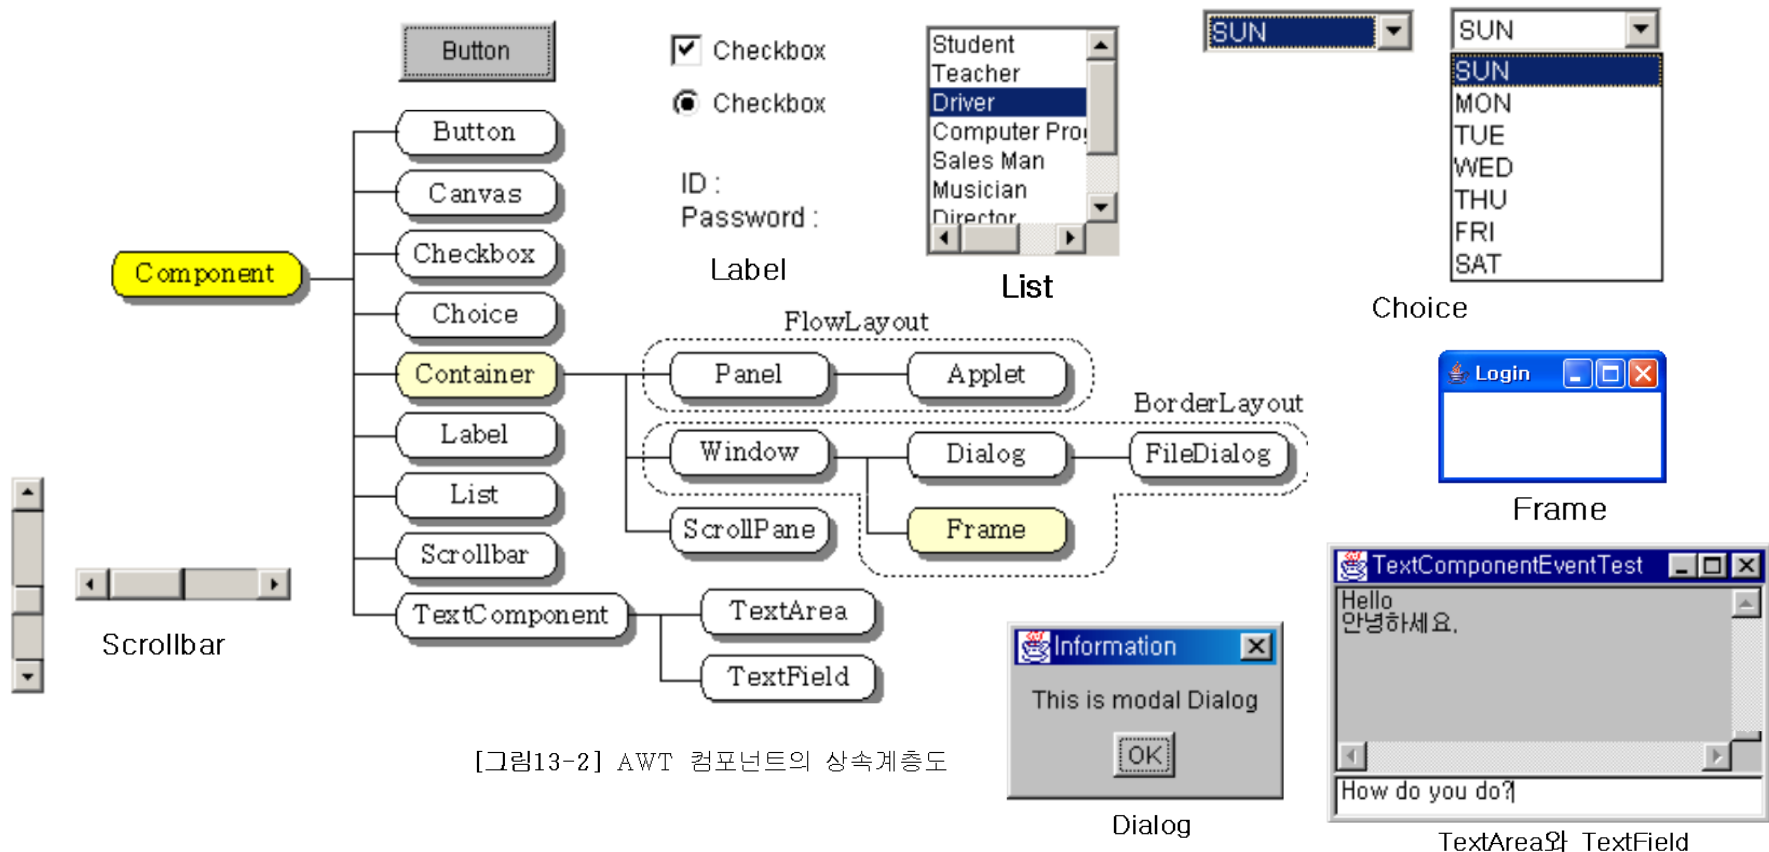 Button
Checkbox
Checkbox
ID :
Password :
Label
Student
Teacher
Driver
Computer Pro
Sales Man
Musician
Director
List
SUN
SUN
SUN
MON
TUE
WED
THU
FRI
SAT
Choice
Component
Button
Canvas
Checkbox
Choice
Container
Label
List
Scrollbar
TextComponent
FlowLayout
Panel
Applet
BorderLayout
Window
Dialog
FileDialog
ScrollPane
Frame
TextArea
TextField
Scrollbar
Login
Frame
Information
This is modal Dialog
OK
Dialog
TextComponentEventTest
Hello
안녕하세요.
How do you do?
TextArea와 TextField
[그림13-2] AWT 컴포넌트의 상속계층도